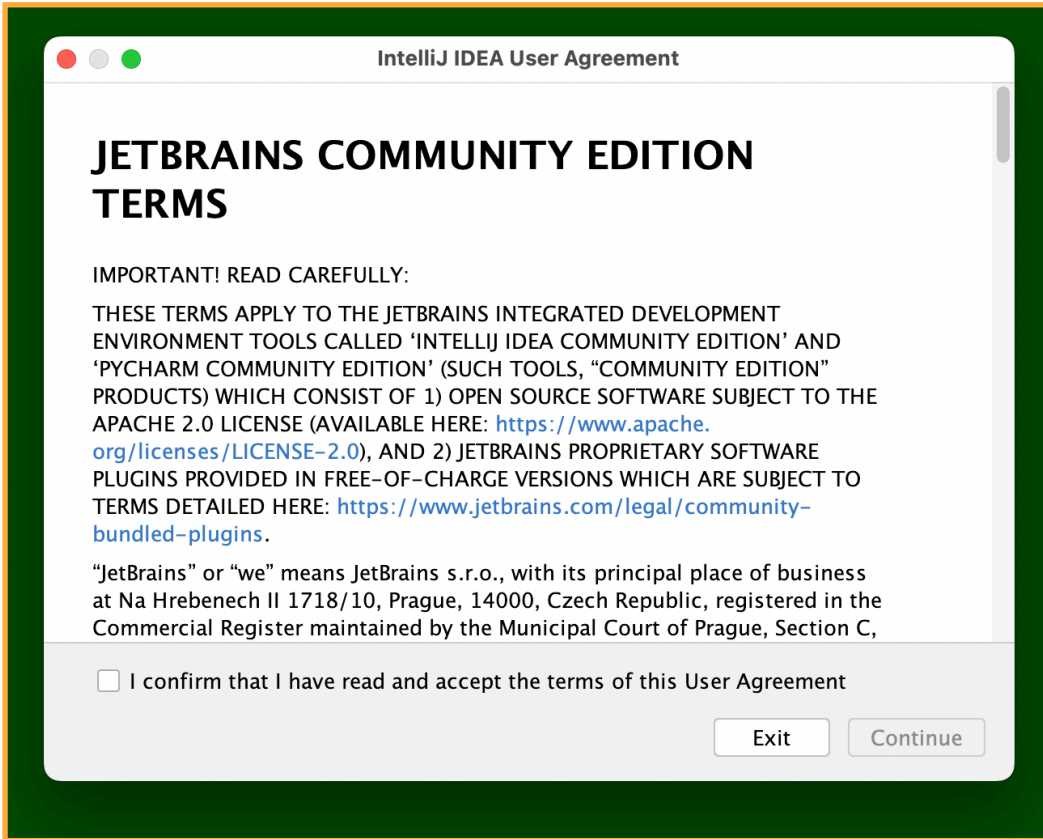 IntelliJ IDEA User Agreement
JETBRAINS COMMUNITY EDITION
TERMS
IMPORTANT! READ CAREFULLY:
THESE TERMS APPLY TO THE JETBRAINS INTEGRATED DEVELOPMENT
ENVIRONMENT TOOLS CALLED ‘INTELLIJ IDEA COMMUNITY EDITION’ AND
‘PYCHARM COMMUNITY EDITION’ (SUCH TOOLS, “COMMUNITY EDITION”
PRODUCTS) WHICH CONSIST OF 1) OPEN SOURCE SOFTWARE SUBJECT TO THE
APACHE 2.0 LICENSE (AVAILABLE HERE: https://www.apache.
org/licenses/LICENSE-2.0), AND 2) JETBRAINS PROPRIETARY SOFTWARE
PLUGINS PROVIDED IN FREE-OF-CHARGE VERSIONS WHICH ARE SUBJECT TO
TERMS DETAILED HERE: https://www.jetbrains.com/legal/community-
bundled-plugins.
“JetBrains” or “we” means JetBrains s.r.o., with its principal place of business
at Na Hrebenech II 1718/10, Prague, 14000, Czech Republic, registered in the
Commercial Register maintained by the Municipal Court of Prague, Section C,
I confirm that I have read and accept the terms of this User Agreement
Exit
Continue